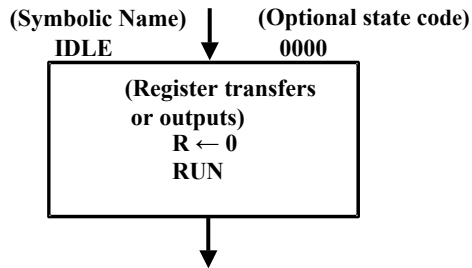 (Symbolic Name) (Optional state code)
IDLE 0000
(Register transfers
or outputs)
R ← 0
RUN